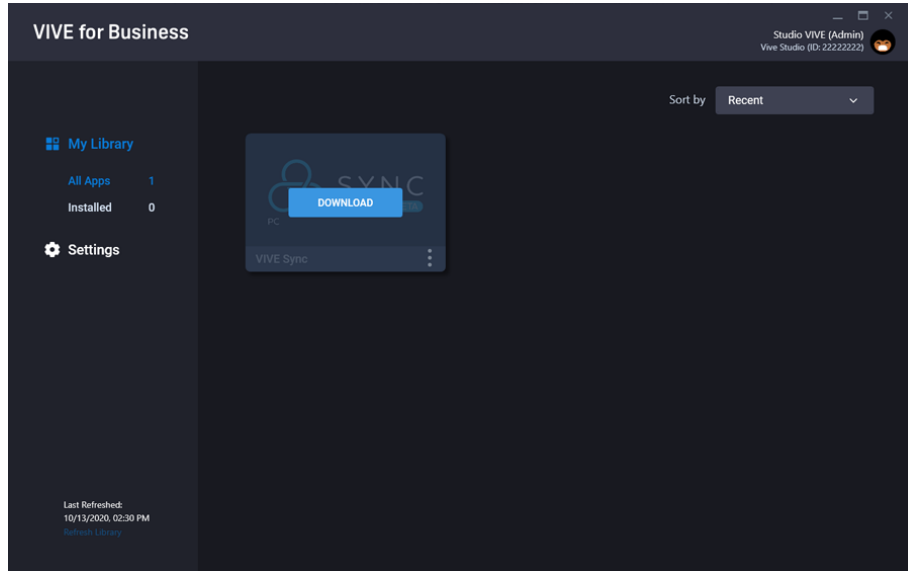 VIVE for Business
Studio VIVE (Admin)
Vive Studio (ID: 22222222)
Sort by
Recent
My Library
All Apps 1
Installed 0
Settings
SYNC
DOWNLOAD
PC
VIVE Sync
Last Refreshed:
10/13/2020, 02:30 PM
Refresh Library